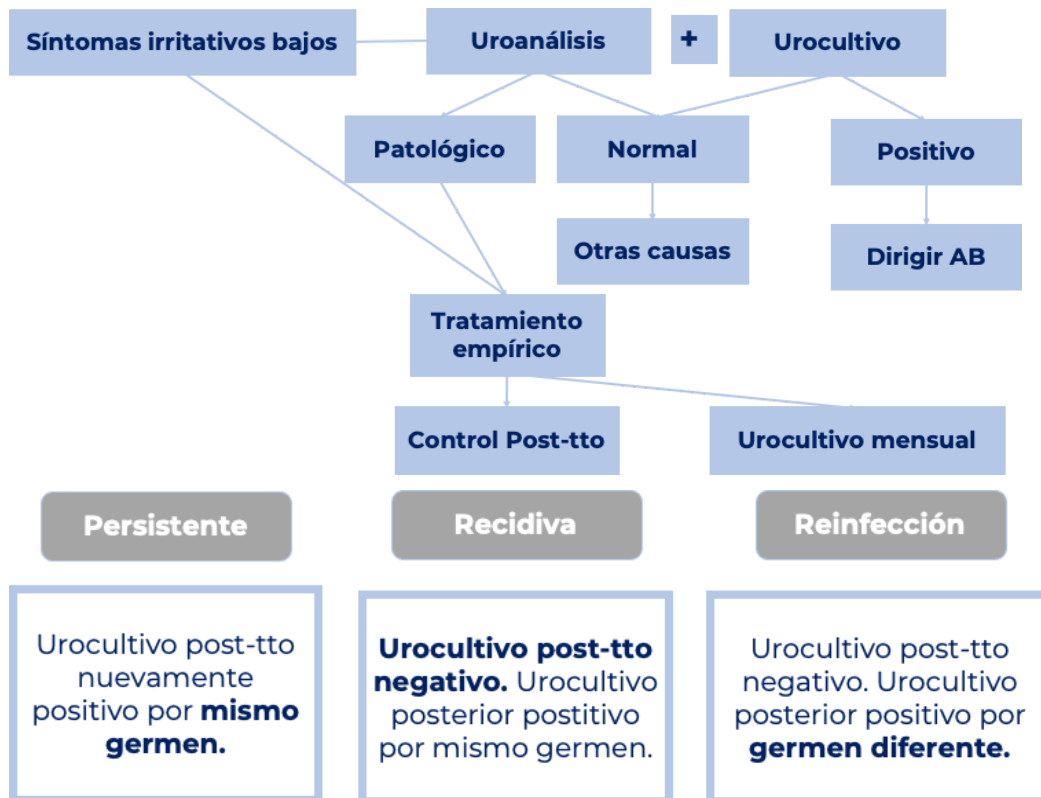 Síntomas irritativos bajos
Uroanálisis
+
Urocultivo
Patológico
Normal
Positivo
Otras causas
Dirigir AB
Tratamiento
empírico
Control Post-tto
Urocultivo mensual
Persistente
Recidiva
Reinfección
Urocultivo post-tto
nuevamente
positivo por mismo
germen.
Urocultivo post-tto
negativo. Urocultivo
posterior postitivo
por mismo germen.
Urocultivo post-tto
negativo. Urocultivo
posterior positivo por
germen diferente.